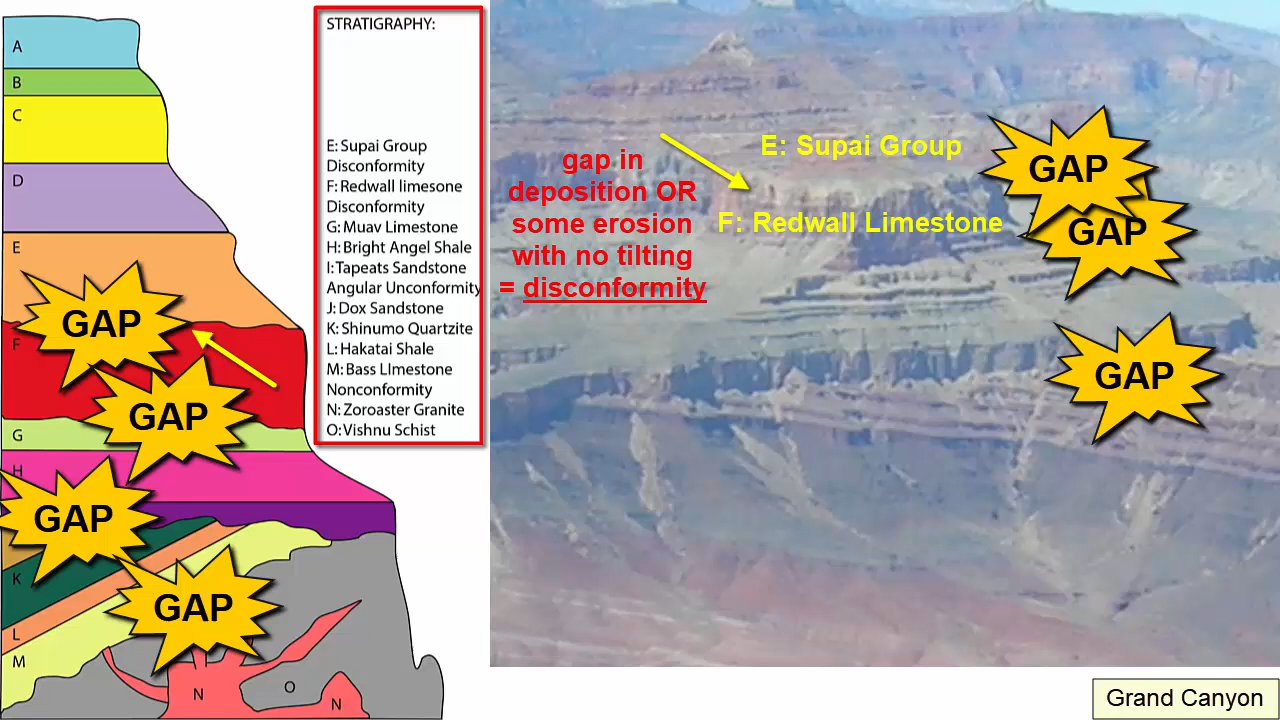 A
B
C
D
E
GAP
F
GAP
G
H
GAP
K
GAP
L
M
N
O
N
STRATIGRAPHY:
E: Supai Group
Disconformity
F: Redwall limesone
Disconformity
G: Muav Limestone
H: Bright Angel Shale
I: Tapeats Sandstone
Angular Unconformity
J: Dox Sandstone
K: Shinumo Quartzite
L: Hakatai Shale
M: Bass LImestone
Nonconformity
N: Zoroaster Granite
O: Vishnu Schist
gap in
deposition OR
some erosion
with no tilting
= disconformity
E: Supai Group
F: Redwall Limestone
GAP
GAP
GAP
Grand Canyon